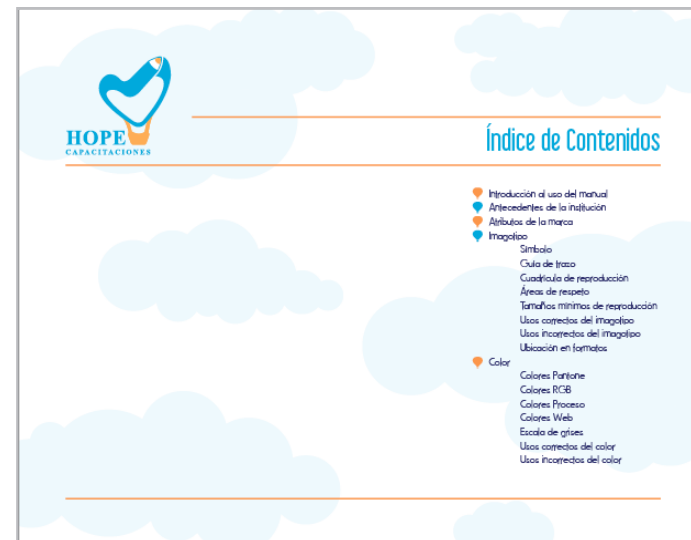 HOPE
CAPACITACIONES
Índice de Contenidos
Introducción al uso del manual
Antecedentes de la institución
Atributos de la marca
Imagotipo
Símbolo
Guía de trazo
Cuadrícula de reproducción
Áreas de respeto
Tamaños mínimos de reproducción
Usos correctos del imagotipo
Usos incorrectos del imagotipo
Ubicación en formatos
Color
Colores Pantone
Colores RGB
Colores Proceso
Colores Web
Escala de grises
Usos correctos del color
Usos incorrectos del color